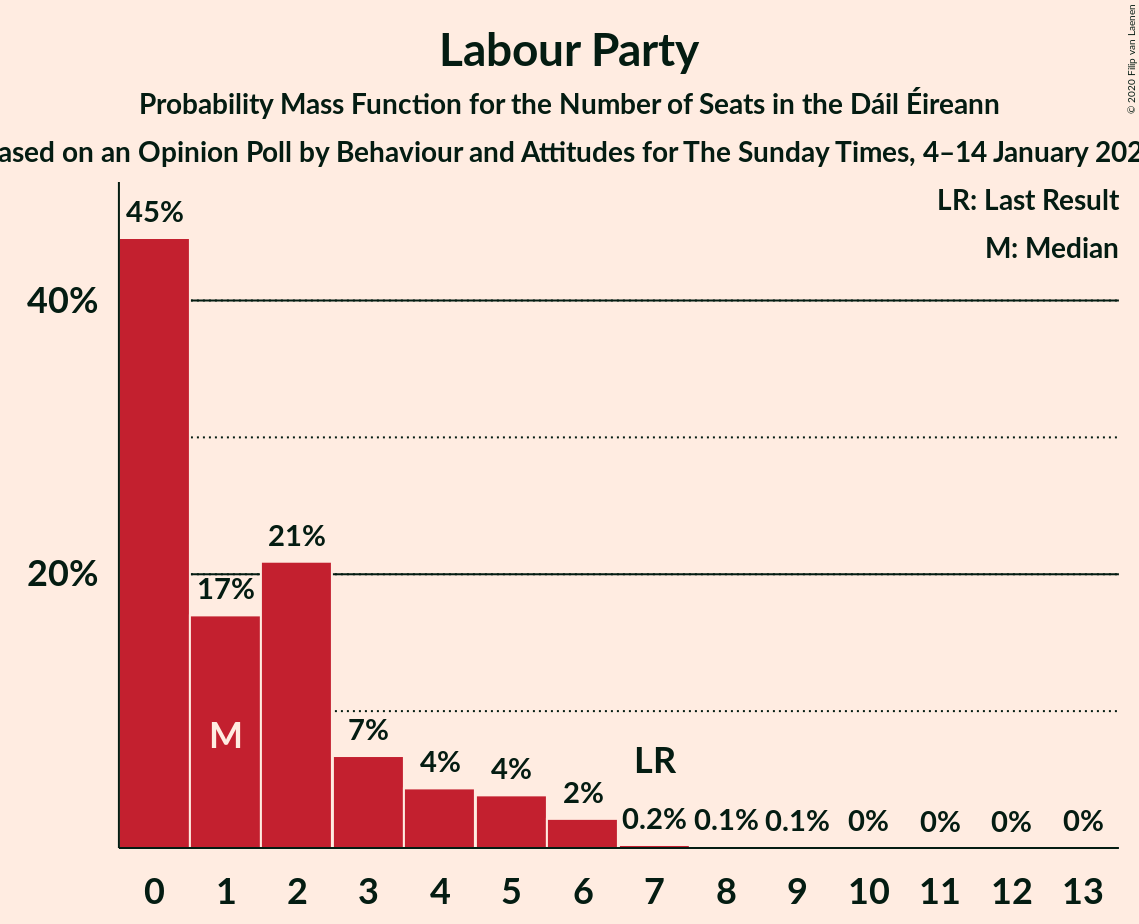 Labour Party
Probability Mass Function for the Number of Seats in the Dáil Éireann
ased on an Opinion Poll by Behaviour and Attitudes for The Sunday Times, 4–14 January 202
© 2020 Filip van Laenen
LR: Last Result
M: Median
45%
40%
21%
20%
17%
M
7%
4%
4%
2%
LR
0.2%
0.1%
0.1%
0%
0%
0%
0%
0 1 2 3 4 5 6 7 8 9 10 11 12 13